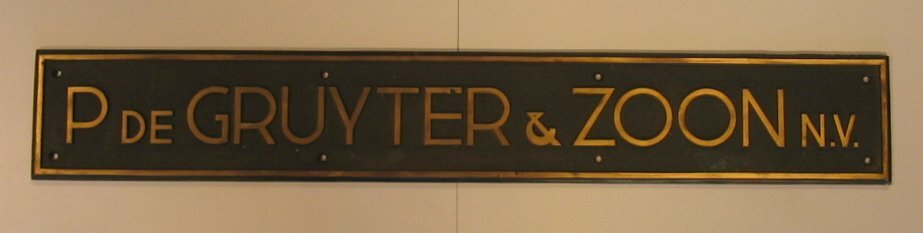 P DE GRUYTER & ZOON N.V.